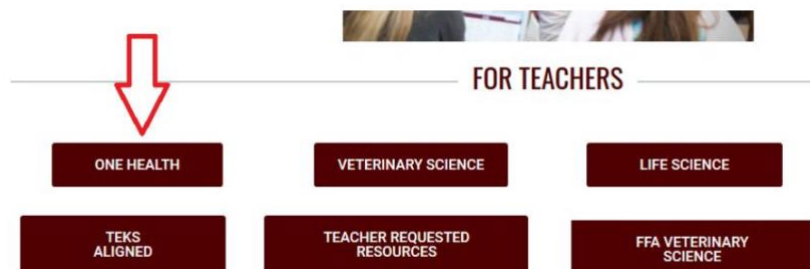 FOR TEACHERS
ONE HEALTH
VETERINARY SCIENCE
LIFE SCIENCE
TEKS
ALIGNED
TEACHER REQUESTED
RESOURCES
FFA VETERINARY
SCIENCE